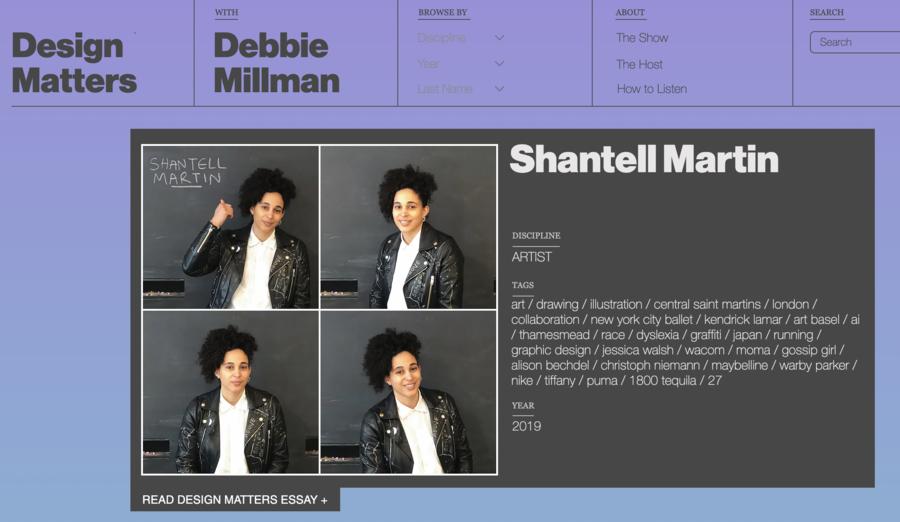 Design
Matters
WITH
Debbie
Millman
BROWSE BY
Discipline
Year
Last Name
ABOUT
The Show
The Host
How to Listen
SEARCH
Search
SHANTELL
MARTIN
Shantell Martin
DISCIPLINE
ARTIST
TAGS
art / drawing / illustration / central saint martins / london /
collaboration / new york city ballet / kendrick lamar / art basel / ai
/ thamesmead / race / dyslexia / graffiti / japan / running /
graphic design / jessica walsh / wacom / moma / gossip girl /
alison bechdel / christoph niemann / maybelline / warby parker /
nike / tiffany / puma / 1800 tequila / 27
YEAR
2019
READ DESIGN MATTERS ESSAY +